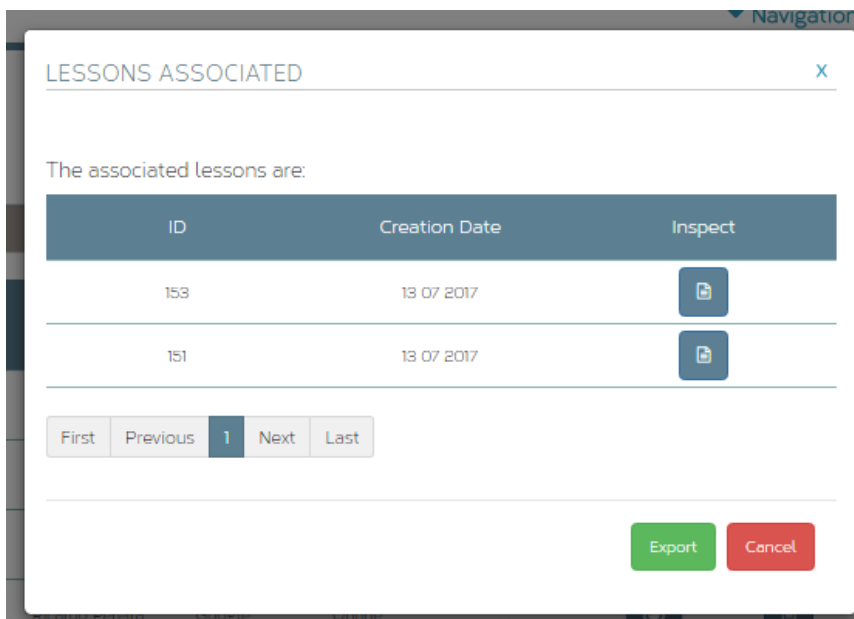 Navigation
LESSONS ASSOCIATED X
The associated lessons are:
ID Creation Date Inspect
153 13 07 2017
151 13 07 2017
First Previous 1 Next Last
Export Cancel